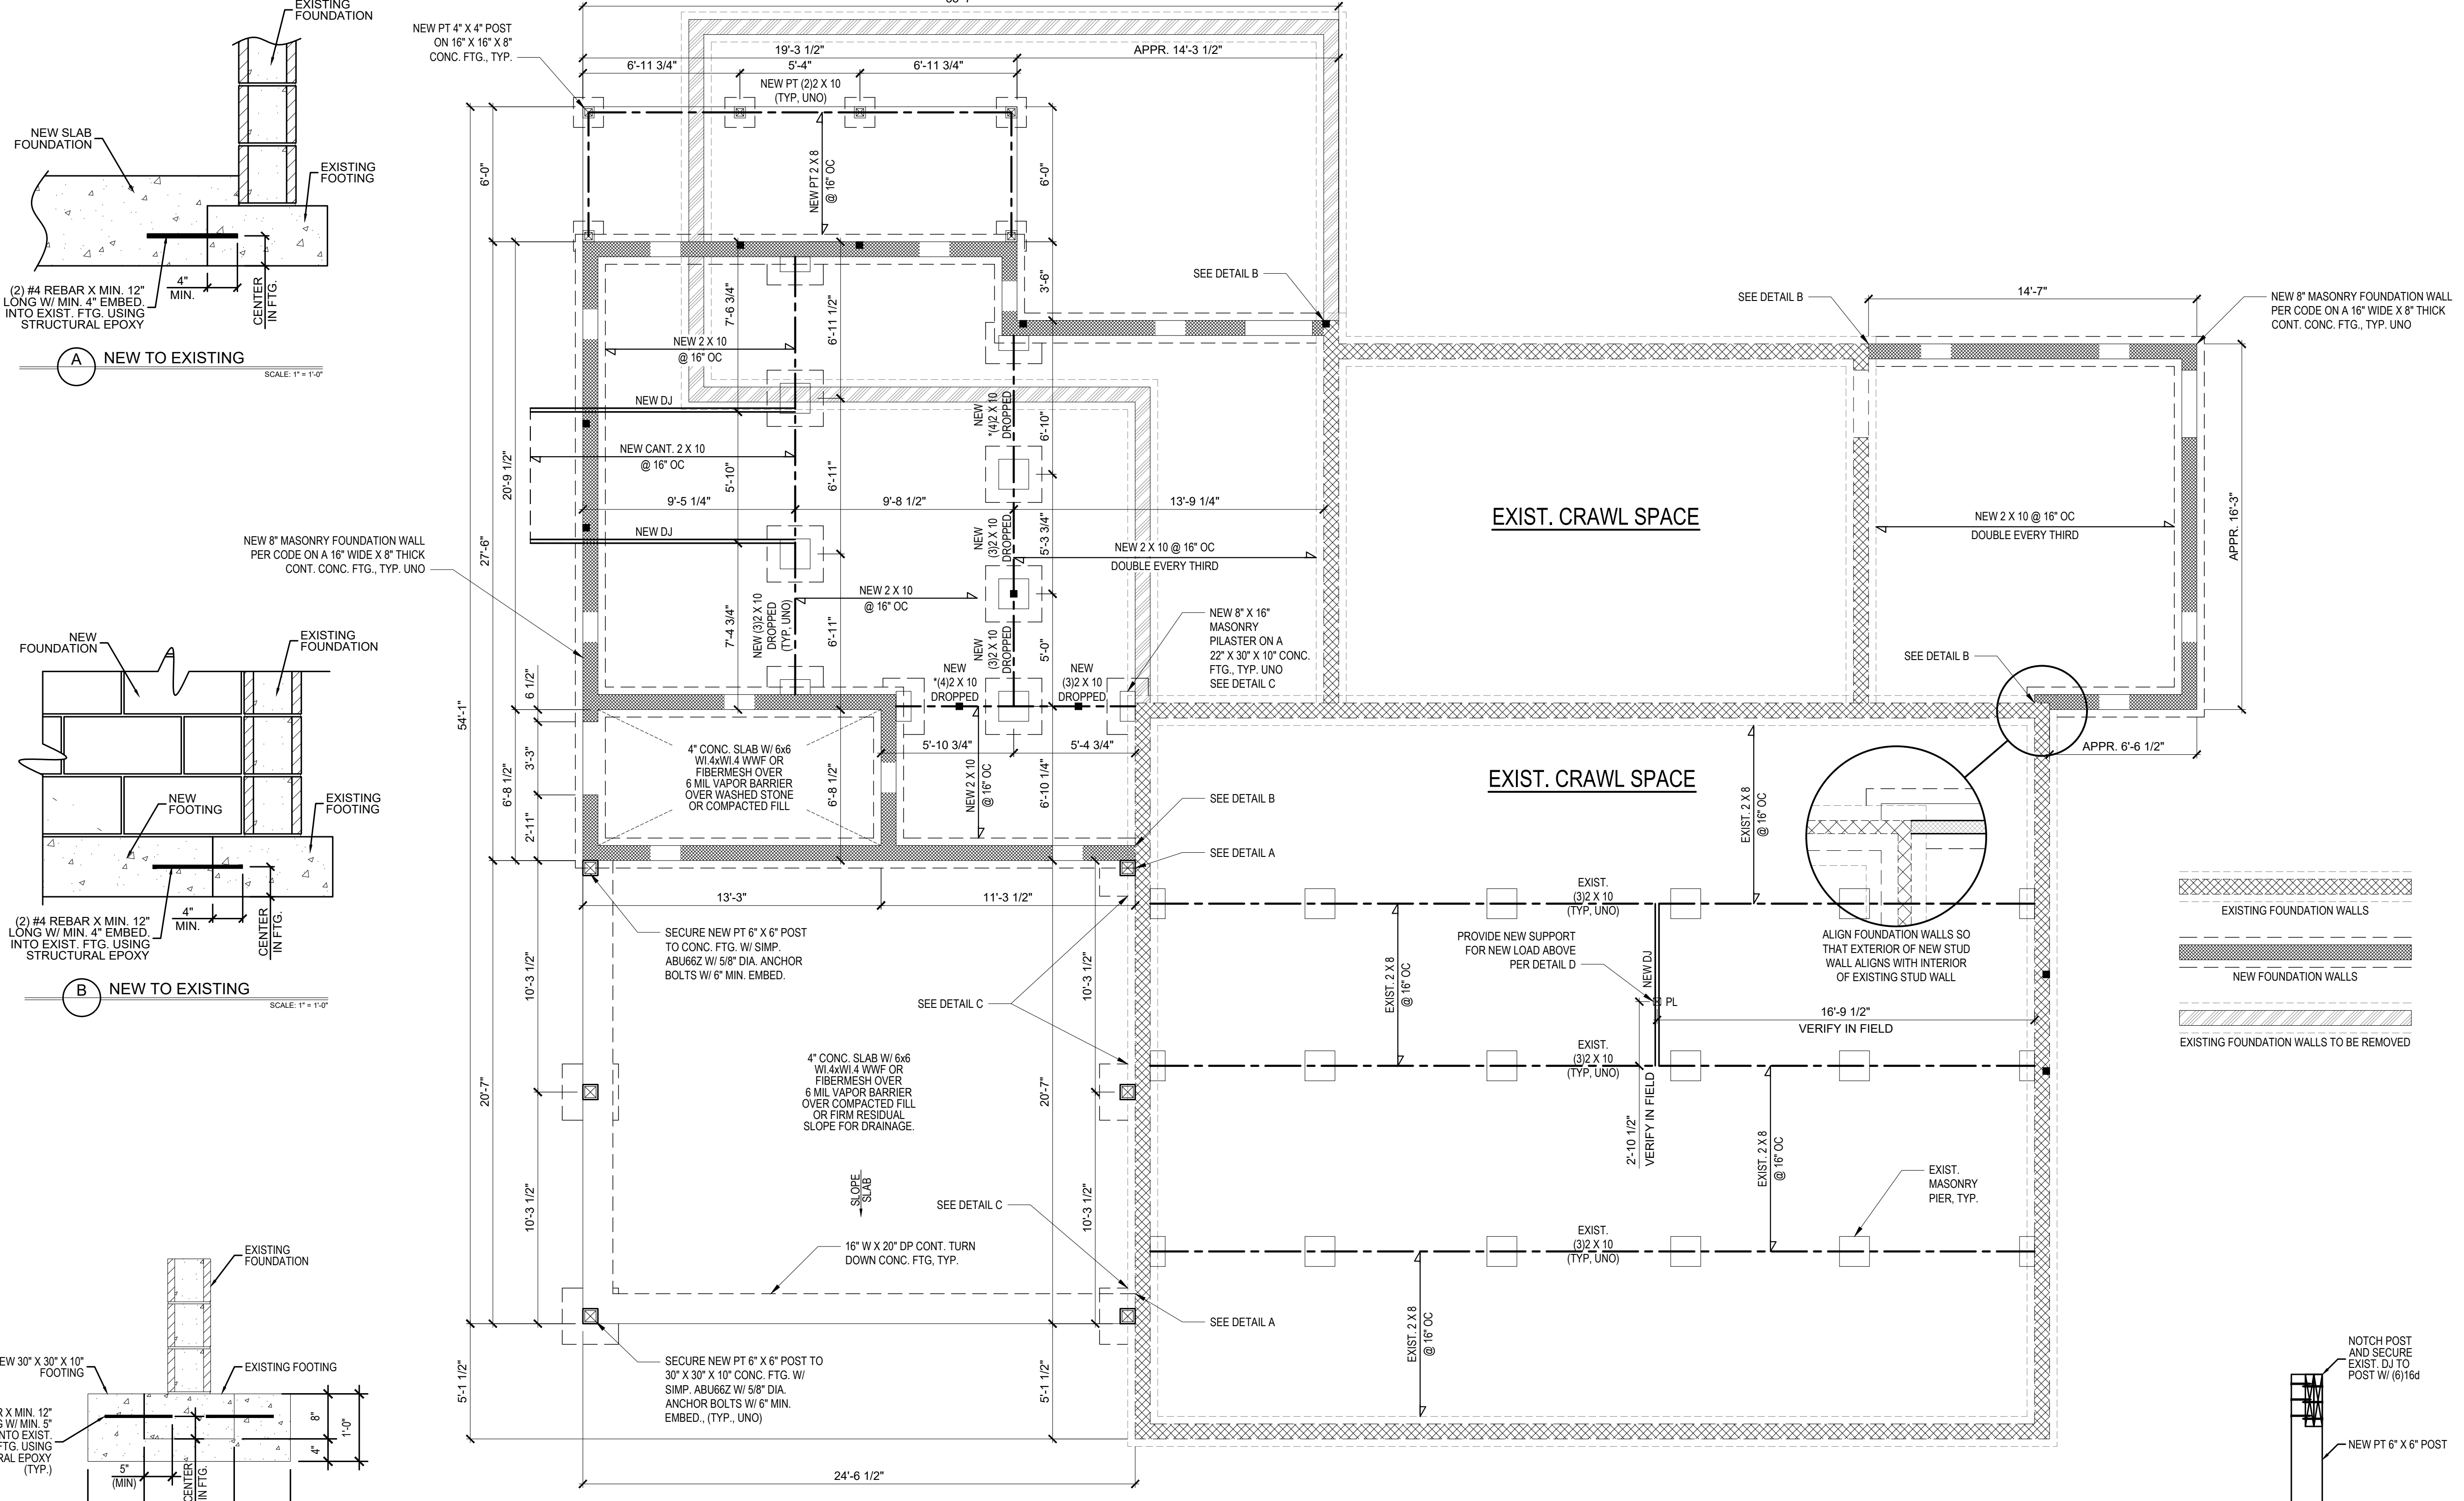 EXISTING
FOUNDATION
NEW SLAB
FOUNDATION
EXISTING
FOOTING
(2) #4 REBAR X MIN. 12"
LONG W/ MIN. 4" EMBED.
INTO EXIST. FTG. USING
STRUCTURAL EPOXY
4"
MIN.
CENTER
IN FTG.
A
NEW TO EXISTING
SCALE: 1" = 1'-0"
NEW
FOUNDATION
EXISTING
FOUNDATION
NEW
FOOTING
EXISTING
FOOTING
(2) #4 REBAR X MIN. 12"
LONG W/ MIN. 4" EMBED.
INTO EXIST. FTG. USING
STRUCTURAL EPOXY
4"
MIN.
CENTER
IN FTG.
B
NEW TO EXISTING
SCALE: 1" = 1'-0"
EXISTING
FOUNDATION
30" X 30" X 10"
FOOTING
EXISTING FOOTING
X MIN. 12"
W/ MIN. 5"
EXIST.
FTG. USING
EPOXY
(TYP.)
5"
(MIN)
CENTER
IN FTG.
8"
4"
1'-0"
NEW PT 4" X 4" POST
ON 16" X 16" X 8"
CONC. FTG., TYP.
19'-3 1/2"
APPR. 14'-3 1/2"
6'-11 3/4"
5'-4"
6'-11 3/4"
NEW PT (2)2 X 10
(TYP, UNO)
NEW PT 2 X 8
@ 16" OC
6'-0"
6'-0"
3'-6"
SEE DETAIL B
SEE DETAIL B
14'-7"
NEW 8" MASONRY FOUNDATION WALL
PER CODE ON A 16" WIDE X 8" THICK
CONT. CONC. FTG., TYP. UNO
7'-6 3/4"
6'-11 1/2"
NEW 2 X 10
@ 16" OC
NEW DJ
NEW CANT. 2 X 10
@ 16" OC
NEW
*(4)2 X 10
DROPPED
6'-10"
20'-9 1/2"
5'-10"
6'-11"
9'-5 1/4"
9'-8 1/2"
13'-9 1/4"
EXIST. CRAWL SPACE
NEW 2 X 10 @ 16" OC
DOUBLE EVERY THIRD
APPR. 16'-3"
NEW DJ
NEW
(3)2 X 10
DROPPED
5'-3 3/4"
NEW 2 X 10 @ 16" OC
DOUBLE EVERY THIRD
NEW 8" MASONRY FOUNDATION WALL
PER CODE ON A 16" WIDE X 8" THICK
CONT. CONC. FTG., TYP. UNO
27'-6"
7'-4 3/4"
NEW (3)2 X 10
DROPPED
(TYP, UNO)
6'-11"
NEW 2 X 10
@ 16" OC
NEW
(3)2 X 10
DROPPED
5'-0"
NEW 8" X 16"
MASONRY
PILASTER ON A
22" X 30" X 10" CONC.
FTG., TYP. UNO
SEE DETAIL C
SEE DETAIL B
NEW
*(4)2 X 10
DROPPED
NEW
(3)2 X 10
DROPPED
54'-1"
6 1/2"
3'-3"
6'-8 1/2"
2'-11"
4" CONC. SLAB W/ 6x6
WI.4xWI.4 WWF OR
FIBERMESH OVER
6 MIL VAPOR BARRIER
OVER WASHED STONE
OR COMPACTED FILL
6'-8 1/2"
5'-10 3/4"
5'-4 3/4"
NEW 2 X 10
@ 16" OC
6'-10 1/4"
EXIST. CRAWL SPACE
APPR. 6'-6 1/2"
SEE DETAIL B
SEE DETAIL A
EXIST. 2 X 8
@ 16" OC
13'-3"
11'-3 1/2"
SECURE NEW PT 6" X 6" POST
TO CONC. FTG. W/ SIMP.
ABU66Z W/ 5/8" DIA. ANCHOR
BOLTS W/ 6" MIN. EMBED.
EXIST.
(3)2 X 10
(TYP, UNO)
PROVIDE NEW SUPPORT
FOR NEW LOAD ABOVE
PER DETAIL D
NEW DJ
PL
ALIGN FOUNDATION WALLS SO
THAT EXTERIOR OF NEW STUD
WALL ALIGNS WITH INTERIOR
OF EXISTING STUD WALL
EXISTING FOUNDATION WALLS
NEW FOUNDATION WALLS
EXISTING FOUNDATION WALLS TO BE REMOVED
10'-3 1/2"
10'-3 1/2"
SEE DETAIL C
EXIST. 2 X 8
@ 16" OC
16'-9 1/2"
VERIFY IN FIELD
EXIST.
(3)2 X 10
(TYP, UNO)
2'-10 1/2"
VERIFY IN FIELD
20'-7"
20'-7"
4" CONC. SLAB W/ 6x6
WI.4xWI.4 WWF OR
FIBERMESH OVER
6 MIL VAPOR BARRIER
OVER COMPACTED FILL
OR FIRM RESIDUAL
SLOPE FOR DRAINAGE.
SLOPE
SLAB
10'-3 1/2"
10'-3 1/2"
SEE DETAIL C
16" W X 20" DP CONT. TURN
DOWN CONC. FTG, TYP.
EXIST. 2 X 8
@ 16" OC
EXIST.
MASONRY
PIER, TYP.
EXIST.
(3)2 X 10
(TYP, UNO)
SEE DETAIL A
EXIST. 2 X 8
@ 16" OC
SECURE NEW PT 6" X 6" POST TO
30" X 30" X 10" CONC. FTG. W/
SIMP. ABU66Z W/ 5/8" DIA.
ANCHOR BOLTS W/ 6" MIN.
EMBED., (TYP., UNO)
5'-1 1/2"
5'-1 1/2"
24'-6 1/2"
NOTCH POST
AND SECURE
EXIST. DJ TO
POST W/ (6)16d
NEW PT 6" X 6" POST